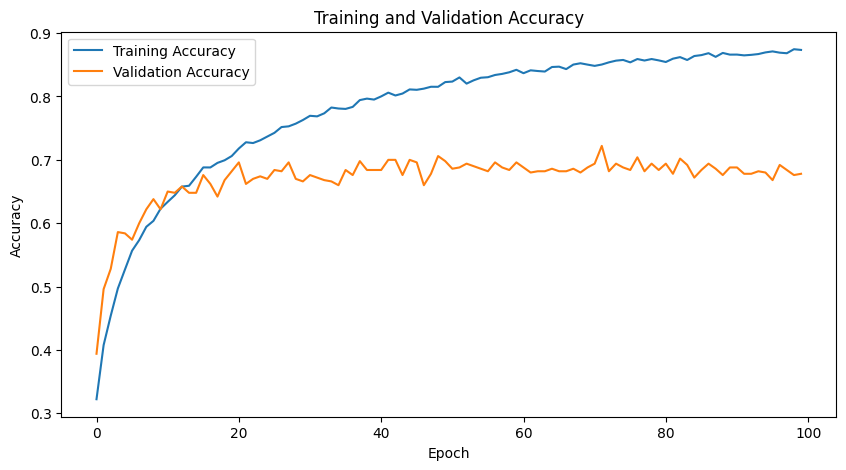 Training and Validation Accuracy
Training Accuracy
Validation Accuracy
0.9
0.8
0.7
0.6
0.5
0.4
0.3
Accuracy
0 20 40 60 80 100
Epoch